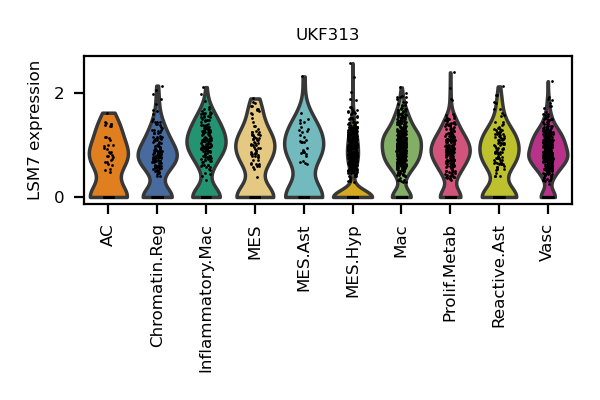 UKF313
LSM7 expression
2
0
AC
Chromatin.Reg
Inflammatory.Mac
MES
MES.Ast
MES.Hyp
Mac
Prolif.Metab
Reactive.Ast
Vasc